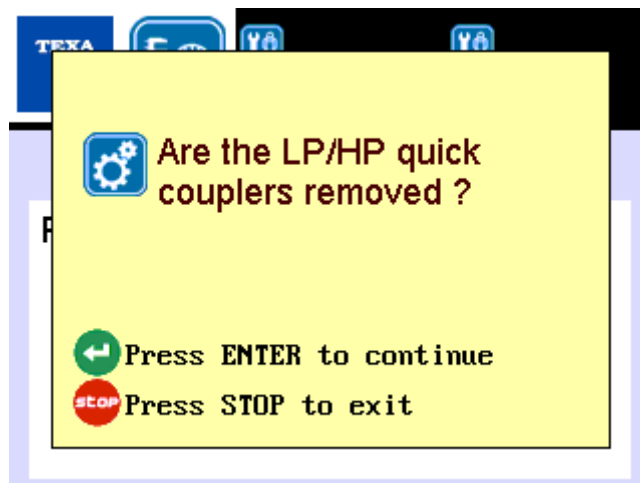 TEXA
Are the LP/HP quick
couplers removed ?
Press ENTER to continue
stop Press STOP to exit